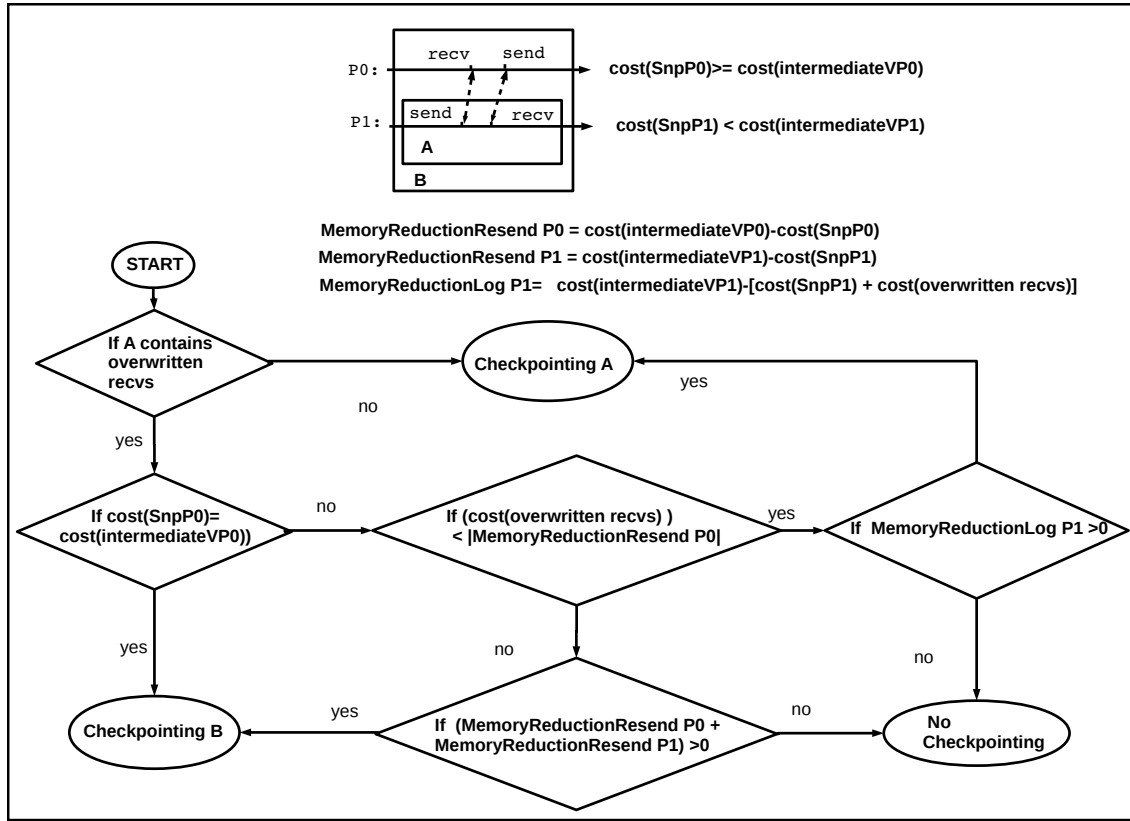 recv send
P0: cost(SnpP0)>= cost(intermediateVP0)
send recv
P1: cost(SnpP1) < cost(intermediateVP1)
A
B
MemoryReductionResend P0 = cost(intermediateVP0)-cost(SnpP0)
MemoryReductionResend P1 = cost(intermediateVP1)-cost(SnpP1)
MemoryReductionLog P1= cost(intermediateVP1)-[cost(SnpP1) + cost(overwritten recvs)]
START
If A contains
overwritten
recvs
Checkpointing A
no
yes
yes
If cost(SnpP0)=
cost(intermediateVP0))
no
If (cost(overwritten recvs) )
< |MemoryReductionResend P0|
yes
If MemoryReductionLog P1 >0
yes
no
no
Checkpointing B
yes
If (MemoryReductionResend P0 +
MemoryReductionResend P1) >0
no
No
Checkpointing